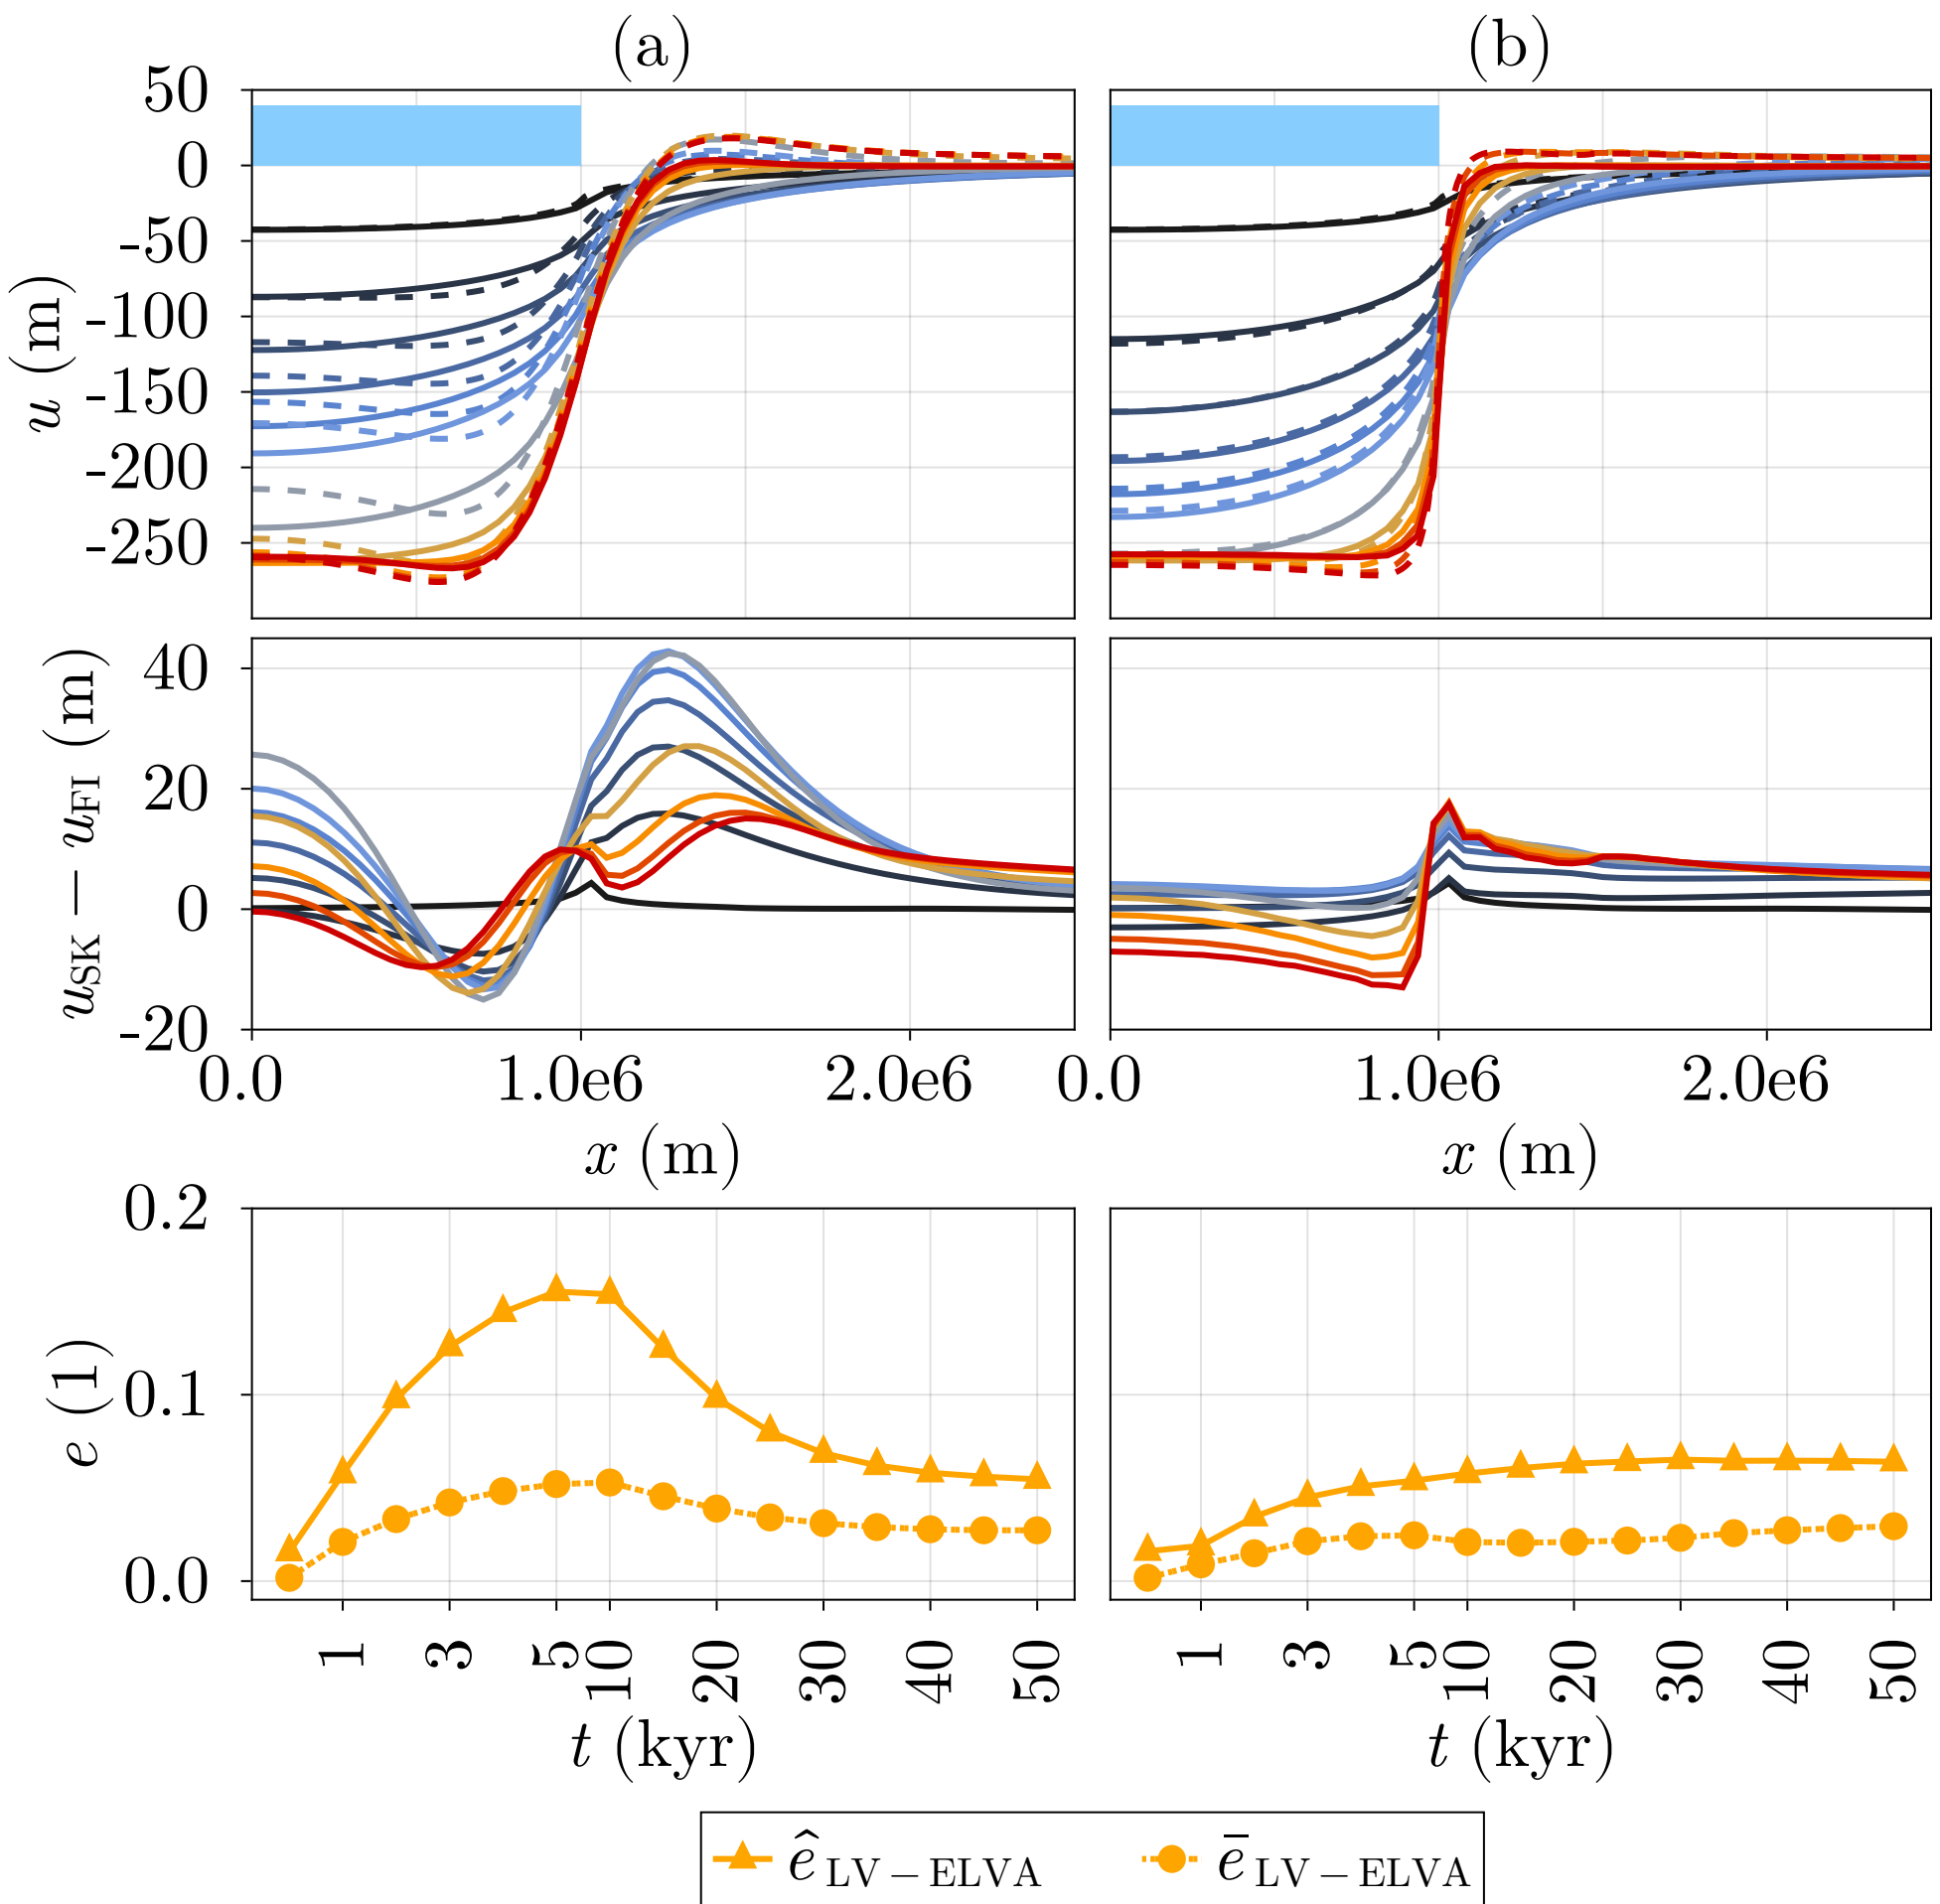 (a) (b)
50
0
-50
-100
-150
-200
-250
u (m)
40
20
0
-20
u_SK − u_FI (m)
0.0 1.0e6 2.0e6 0.0 1.0e6 2.0e6
x (m) x (m)
0.2
0.1
0.0
e (1)
1 3 5 10 20 30 40 50 1 3 5 10 20 30 40 50
t (kyr) t (kyr)
ê LV − ELVA ē LV − ELVA